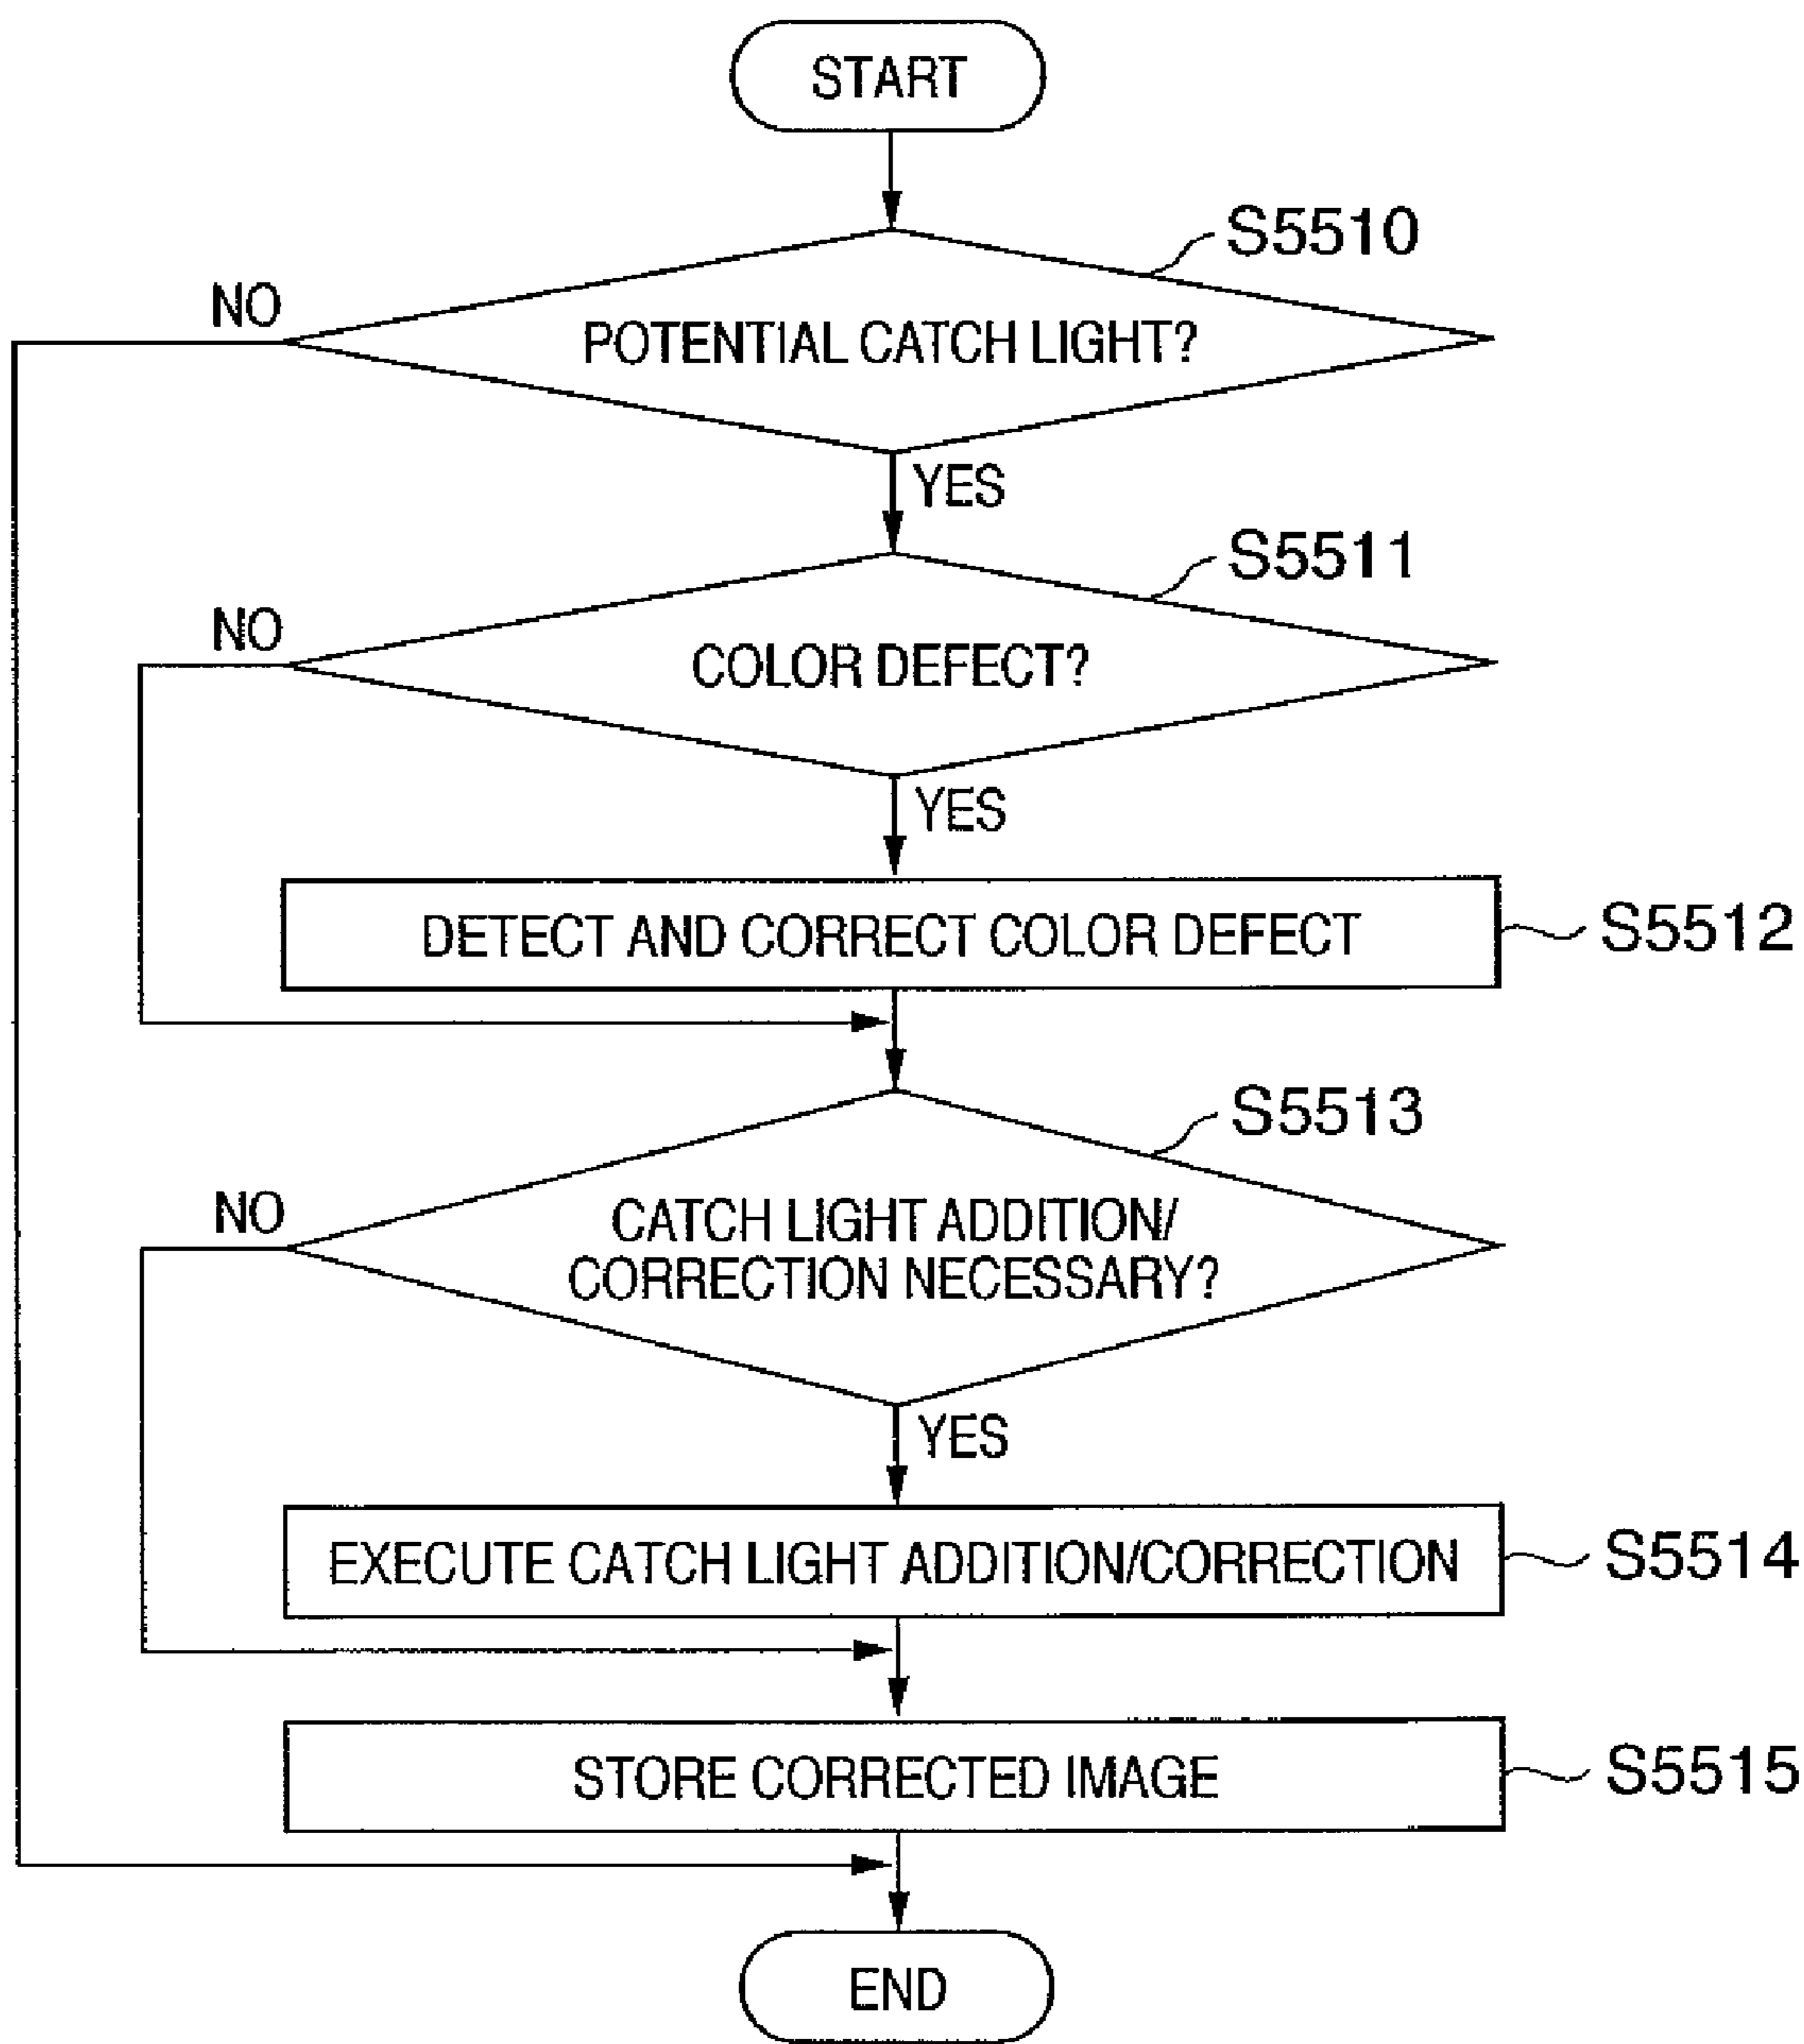 START
S5510
NO
POTENTIAL CATCH LIGHT?
YES
S5511
NO
COLOR DEFECT?
YES
DETECT AND CORRECT COLOR DEFECT
S5512
S5513
NO
CATCH LIGHT ADDITION/
CORRECTION NECESSARY?
YES
EXECUTE CATCH LIGHT ADDITION/CORRECTION
S5514
STORE CORRECTED IMAGE
S5515
END